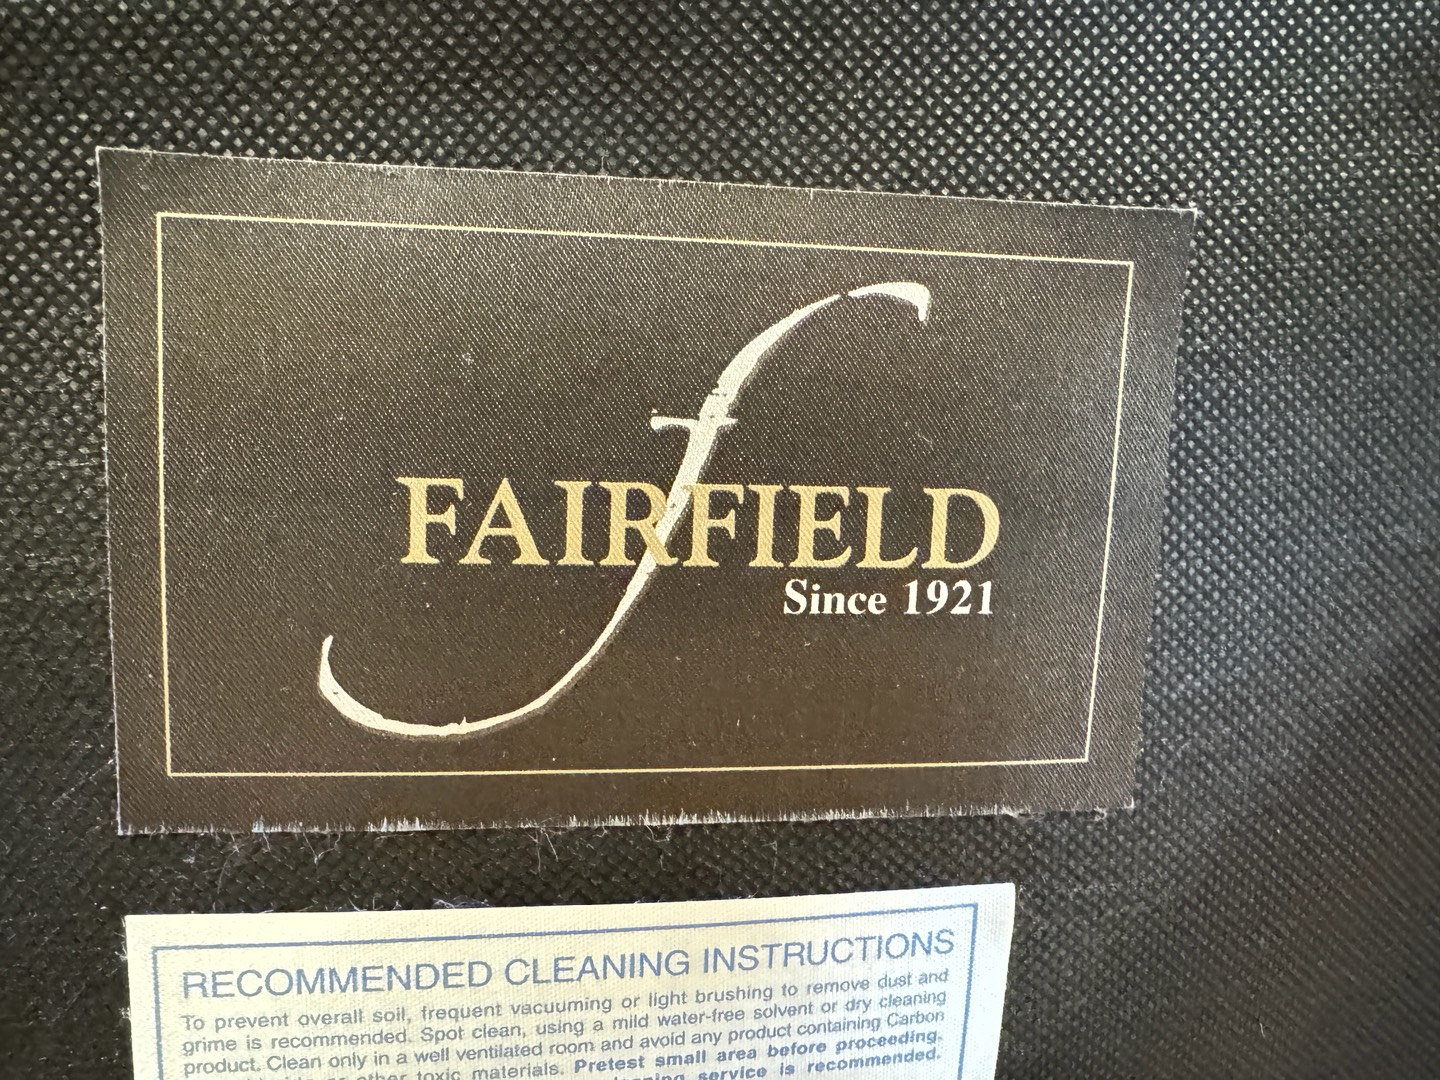 f
FAIRFIELD
Since 1921
RECOMMENDED CLEANING INSTRUCTIONS
To prevent overall soil, frequent vacuuming or light brushing to remove dust and
grime is recommended. Spot clean, using a mild water-free solvent or dry cleaning
product. Clean only in a well ventilated room and avoid any product containing Carbon
other toxic materials. Pretest small area before proceeding.
service is recommended.